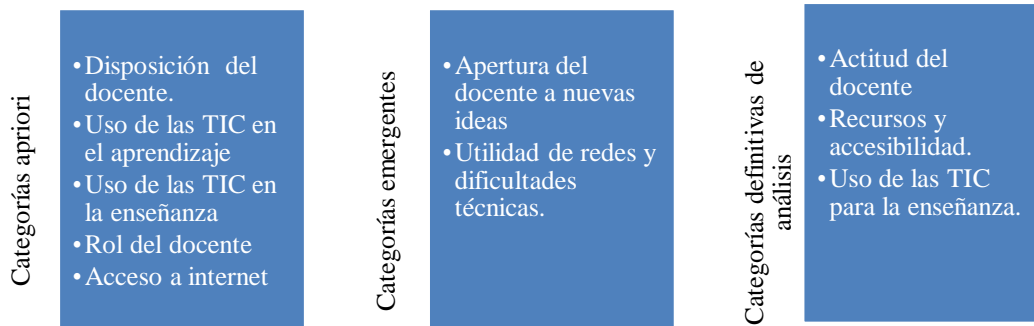 Categorías apriori
•Disposición del
docente.
•Uso de las TIC en
el aprendizaje
•Uso de las TIC en
la enseñanza
•Rol del docente
•Acceso a internet
Categorías emergentes
•Apertura del
docente a nuevas
ideas
•Utilidad de redes y
dificultades
técnicas.
Categorías definitivas de
análisis
•Actitud del
docente
•Recursos y
accesibilidad.
•Uso de las TIC
para la enseñanza.